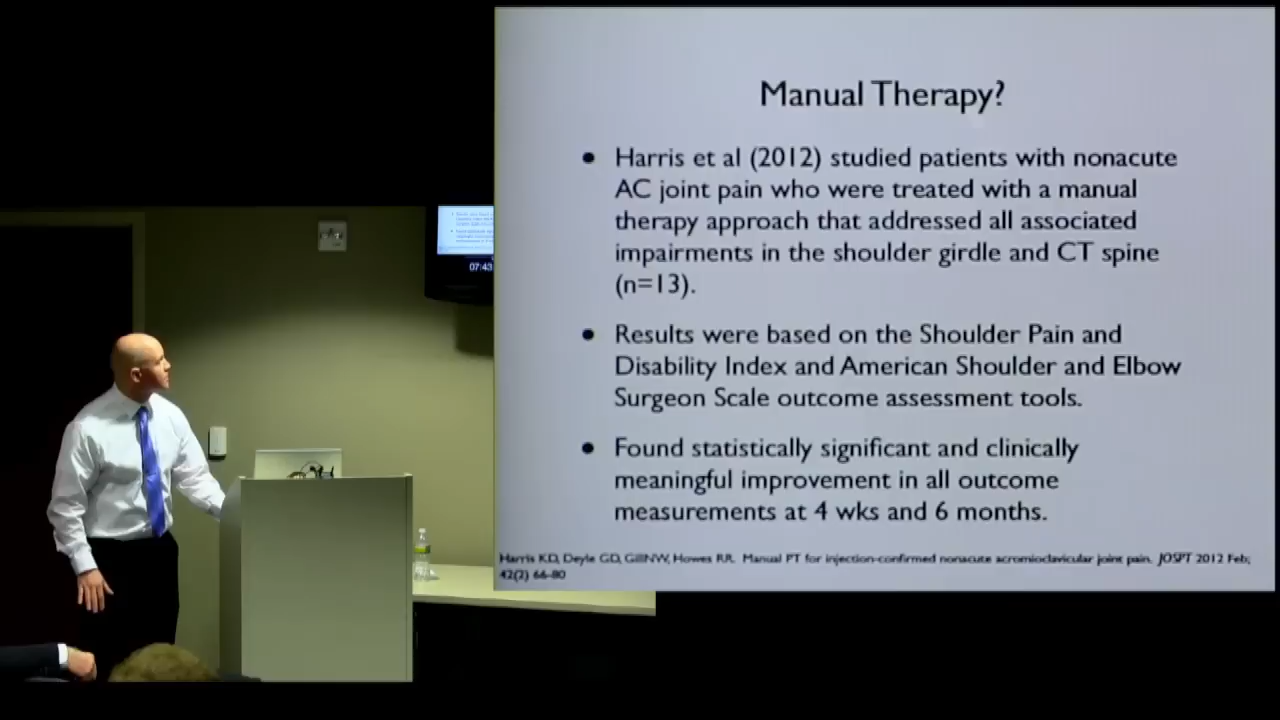 Manual Therapy?
• Harris et al (2012) studied patients with nonacute
AC joint pain who were treated with a manual
therapy approach that addressed all associated
impairments in the shoulder girdle and CT spine
(n=13).
• Results were based on the Shoulder Pain and
Disability Index and American Shoulder and Elbow
Surgeon Scale outcome assessment tools.
• Found statistically significant and clinically
meaningful improvement in all outcome
measurements at 4 wks and 6 months.
Harris KD, Deyle GD, GillNW, Howes RR. Manual PT for injection-confirmed nonacute acromioclavicular joint pain. JOSPT 2012 Feb;
42(2) 66-80
07:43